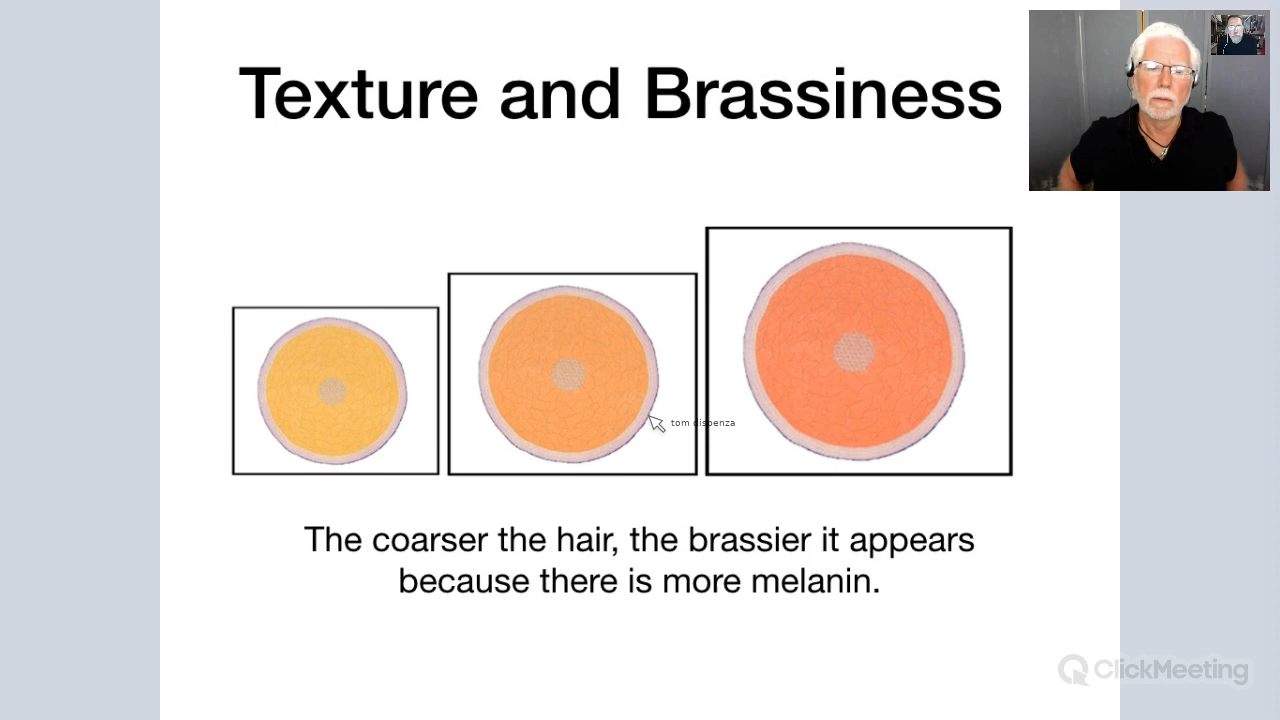 Texture and Brassiness
tom dispenza
The coarser the hair, the brassier it appears
because there is more melanin.
ClickMeeting